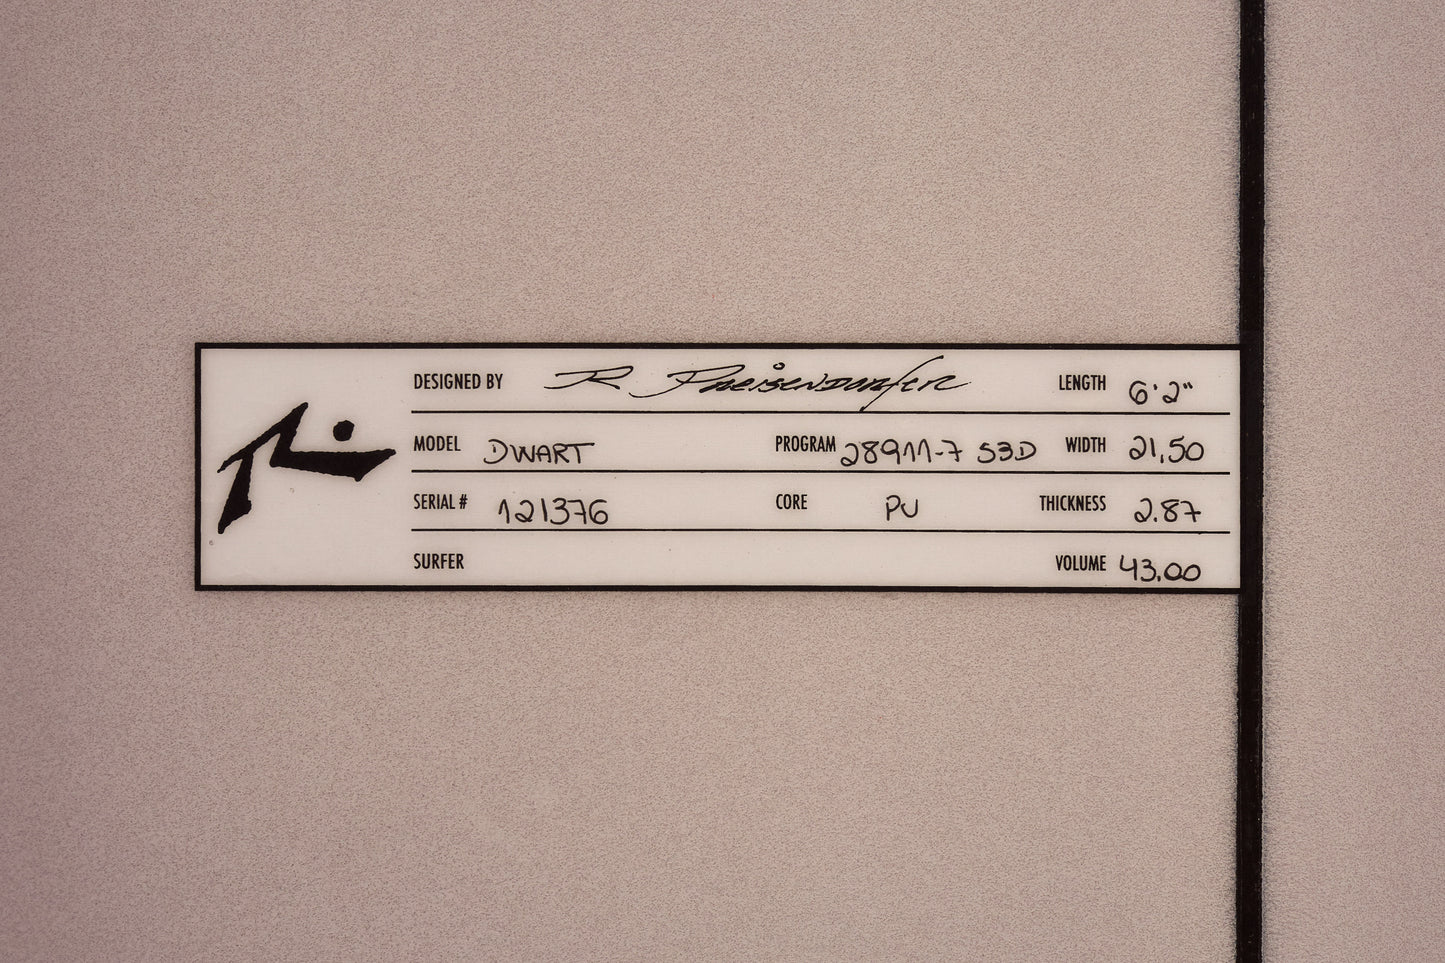 DESIGNED BY R. Preisendorfer LENGTH 6'2"
MODEL DWART PROGRAM 28911-7 S3D WIDTH 21,50
SERIAL # 121376 CORE PU THICKNESS 2.87
SURFER VOLUME 43.00